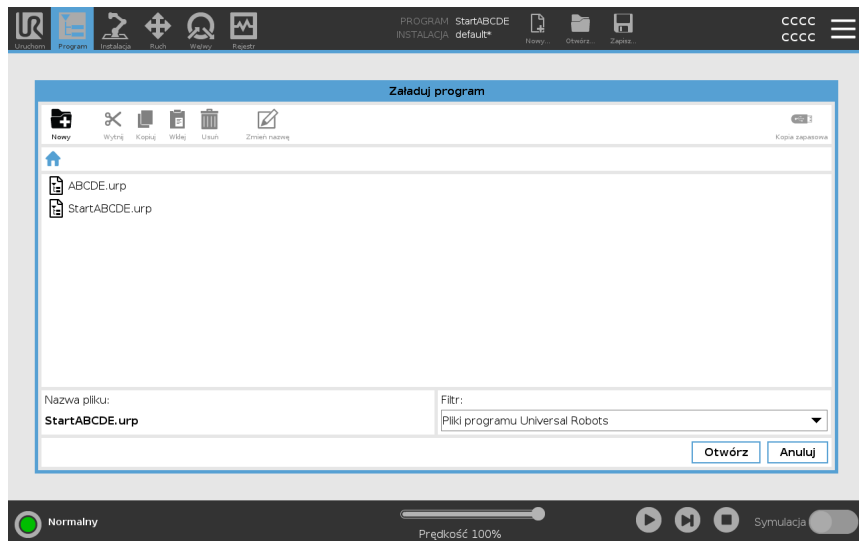 PROGRAM StartABCDE
INSTALACJA default*
CCCC
CCCC
Uruchom Program Instalacja Ruch We/wy Rejestr Nowy... Otwórz... Zapisz...
Załaduj program
Nowy Wytnij Kopiuj Wklej Usuń Zmień nazwę Kopia zapasowa
ABCDE.urp
StartABCDE.urp
Nazwa pliku: Filtr:
StartABCDE.urp Pliki programu Universal Robots
Otwórz Anuluj
Normalny
Prędkość 100%
Symulacja